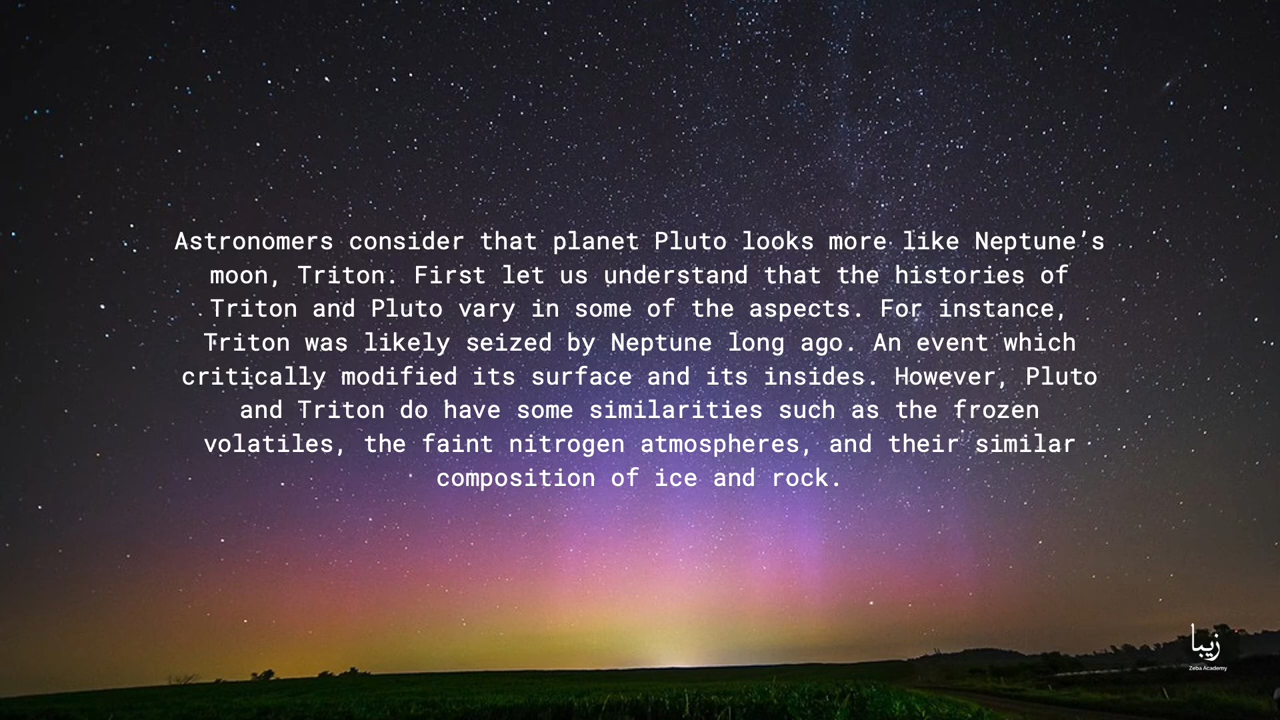 Astronomers consider that planet Pluto looks more like Neptune’s
moon, Triton. First let us understand that the histories of
Triton and Pluto vary in some of the aspects. For instance,
Triton was likely seized by Neptune long ago. An event which
critically modified its surface and its insides. However, Pluto
and Triton do have some similarities such as the frozen
volatiles, the faint nitrogen atmospheres, and their similar
composition of ice and rock.
زيبا
Zeba Academy